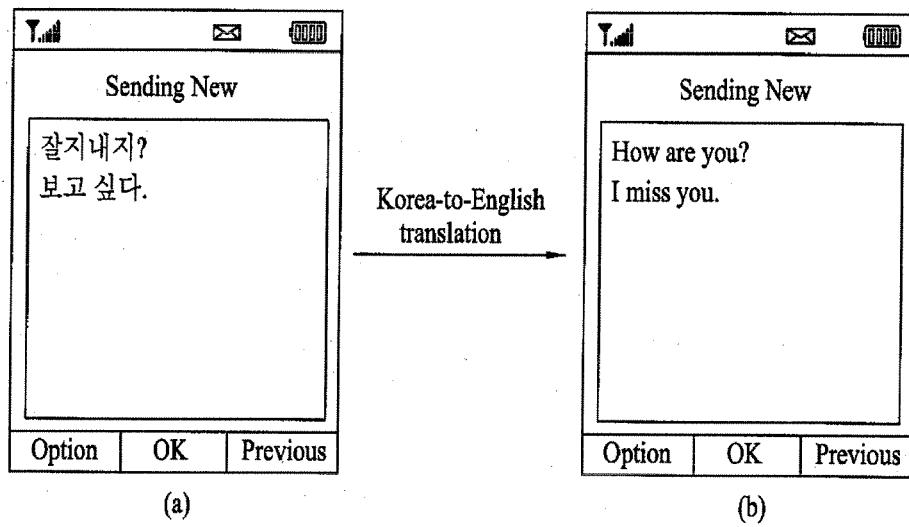 Sending New
잘지내지?
보고 싶다.
Option OK Previous
(a)
Korea-to-English
translation
Sending New
How are you?
I miss you.
Option OK Previous
(b)